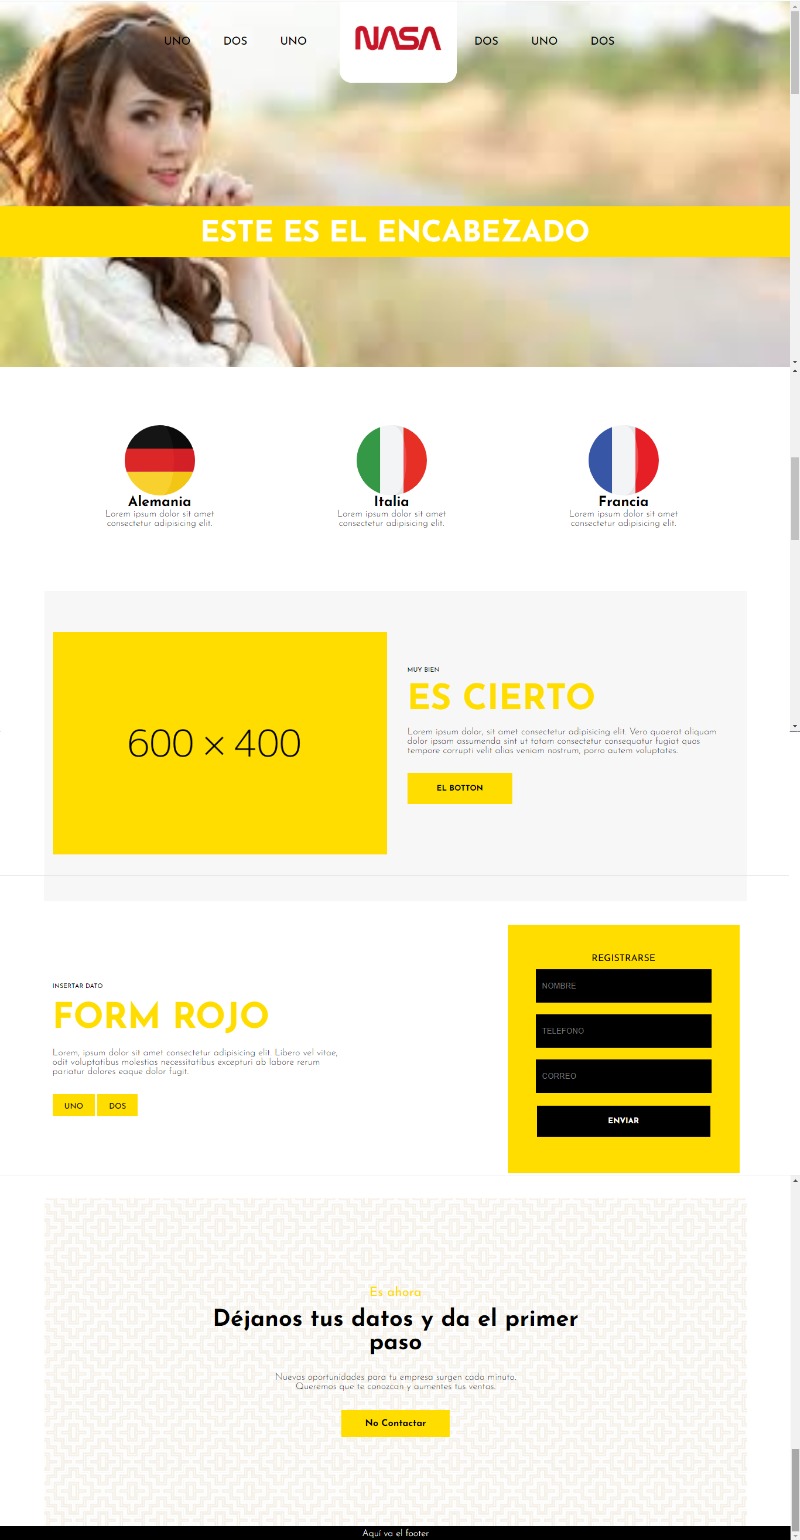 UNO DOS UNO NASA DOS UNO DOS
ESTE ES EL ENCABEZADO
Alemania
Lorem ipsum dolor sit amet
consectetur adipisicing elit.
Italia
Lorem ipsum dolor sit amet
consectetur adipisicing elit.
Francia
Lorem ipsum dolor sit amet
consectetur adipisicing elit.
600 × 400
MUY BIEN
ES CIERTO
Lorem ipsum dolor, sit amet consectetur adipisicing elit. Vero quaerat aliquam
dolor ipsam assumenda sint ut totam consectetur consequatur fugiat quos
tempore corrupti velit alias veniam nostrum, porro autem voluptates.
EL BOTTON
INSERTAR DATO
FORM ROJO
Lorem, ipsum dolor sit amet consectetur adipisicing elit. Libero vel vitae,
odit voluptatibus molestias necessitatibus excepturi ab labore rerum
pariatur dolores eaque dolor fugit.
UNO DOS
REGISTRARSE
NOMBRE
TELEFONO
CORREO
ENVIAR
Es ahora
Déjanos tus datos y da el primer
paso
Nuevas oportunidades para tu empresa surgen cada minuto.
Queremos que te conozcan y aumentes tus ventas.
No Contactar
Aquí va el footer